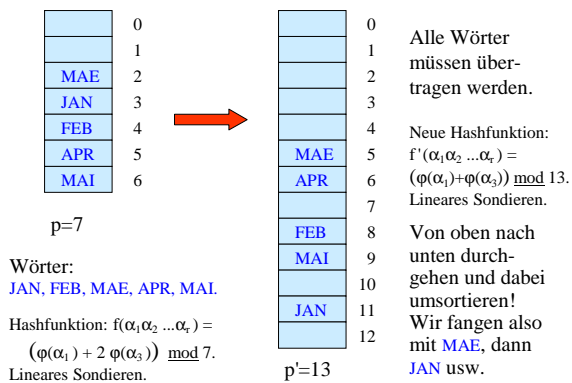 0
1
MAE 2
JAN 3
FEB 4
APR 5
MAI 6
p=7
Wörter:
JAN, FEB, MAE, APR, MAI.
Hashfunktion: f(α₁α₂ ...αᵣ) =
(φ(α₁) + 2 φ(α₃)) mod 7.
Lineares Sondieren.
0
1
2
3
4
MAE 5
APR 6
7
FEB 8
MAI 9
10
JAN 11
12
p'=13
Alle Wörter
müssen über-
tragen werden.
Neue Hashfunktion:
f'(α₁α₂ ...αᵣ) =
(φ(α₁)+φ(α₃)) mod 13.
Lineares Sondieren.
Von oben nach
unten durch-
gehen und dabei
umsortieren!
Wir fangen also
mit MAE, dann
JAN usw.